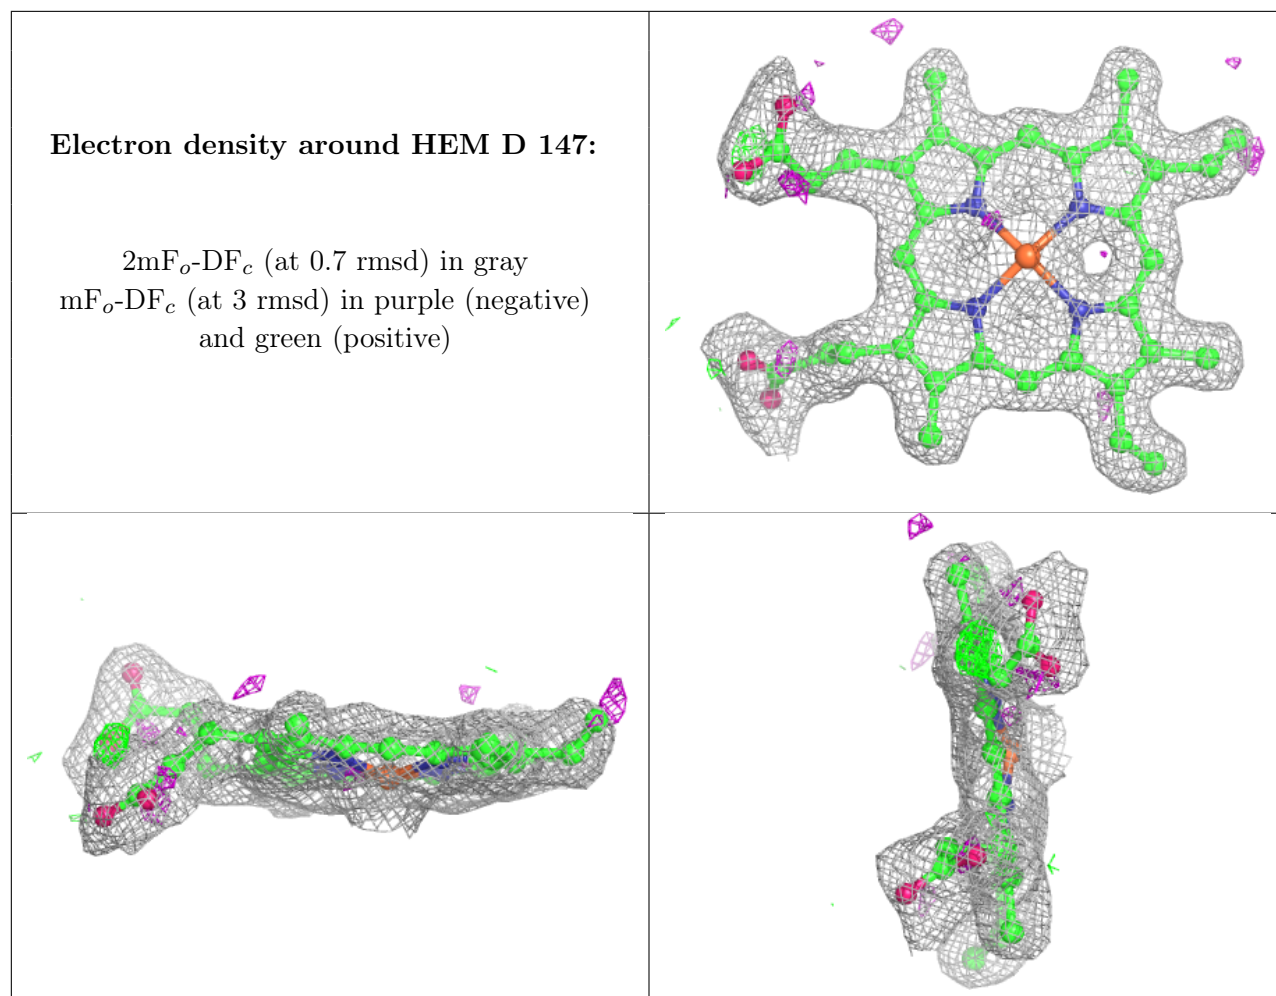 Electron density around HEM D 147:
2mFo-DFc (at 0.7 rmsd) in gray
mFo-DFc (at 3 rmsd) in purple (negative)
and green (positive)